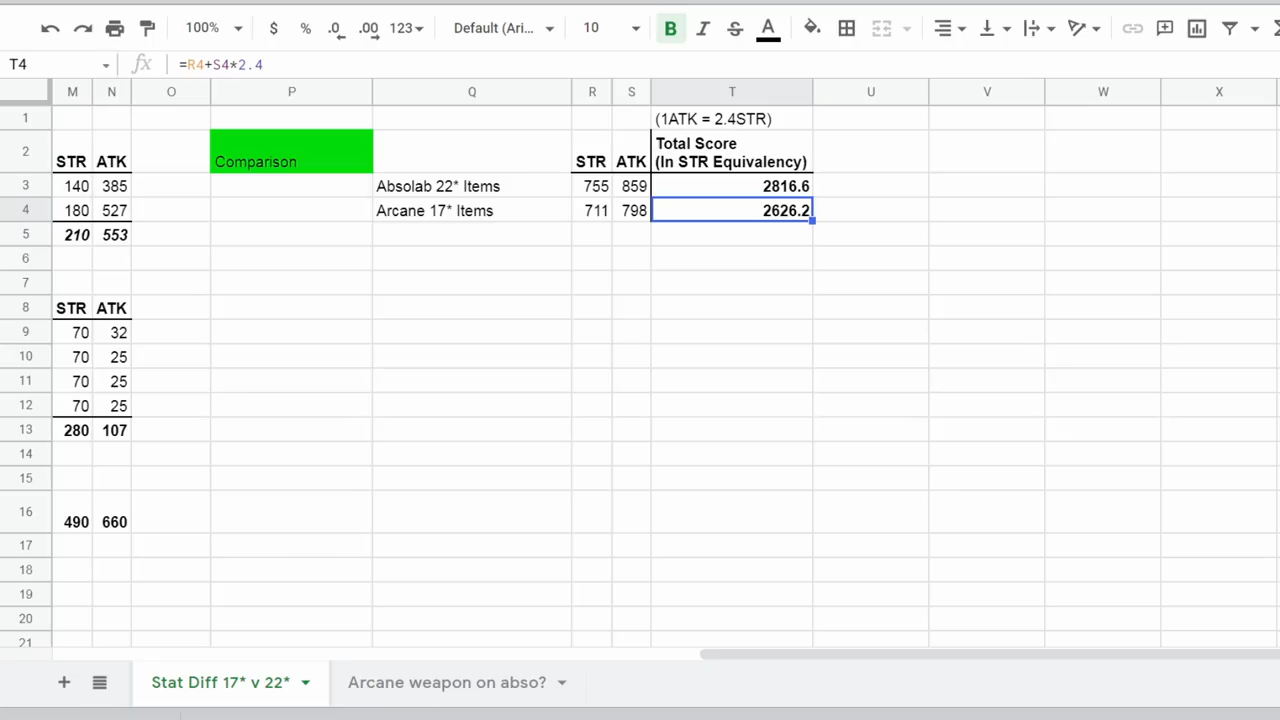 100% $ % .0 .00 123 Default (Ari... 10 B I S A
T4 fx =R4+S4*2.4
M N O P Q R S T U V W X
1 (1ATK = 2.4STR)
2 STR ATK Comparison STR ATK Total Score
(In STR Equivalency)
3 140 385 Absolab 22* Items 755 859 2816.6
4 180 527 Arcane 17* Items 711 798 2626.2
5 210 553
6
7
8 STR ATK
9 70 32
10 70 25
11 70 25
12 70 25
13 280 107
14
15
16 490 660
17
18
19
20
21
+ Stat Diff 17* v 22* Arcane weapon on abso?